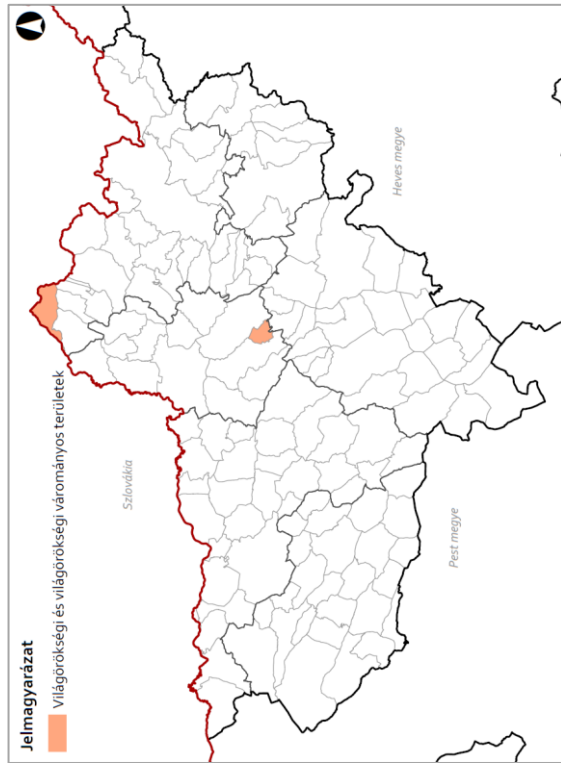 Jelmagyarázat
Világörökségi és világörökségi várományos területek
Szlovákia
Heves megye
Pest megye